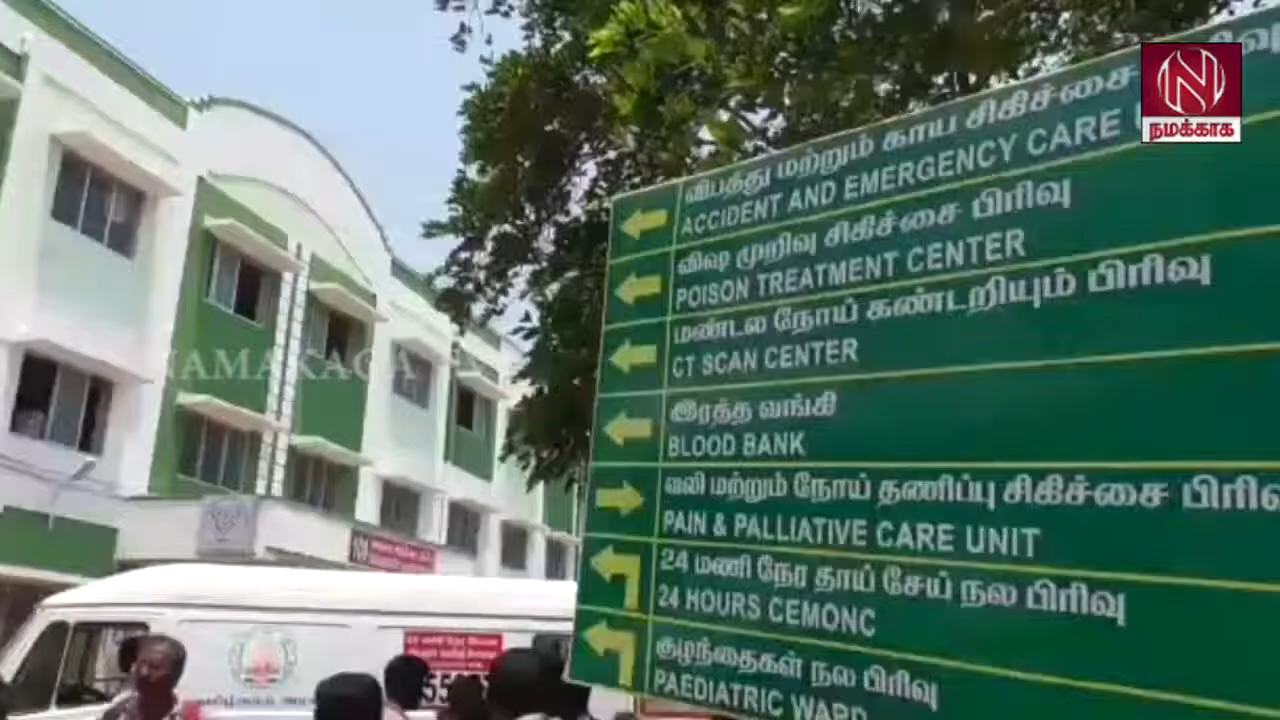 நமக்காக
விபத்து மற்றும் காய சிகிச்சை
ACCIDENT AND EMERGENCY CARE
விஷ முறிவு சிகிச்சை பிரிவு
POISON TREATMENT CENTER
மண்டல நோய் கண்டறியும் பிரிவு
CT SCAN CENTER
இரத்த வங்கி
BLOOD BANK
வலி மற்றும் நோய் தணிப்பு சிகிச்சை
PAIN & PALLIATIVE CARE UNIT
24 மணி நேர தாய் சேய் நல பிரிவு
24 HOURS CEMONC
குழந்தைகள் நல பிரிவு
PAEDIATRIC WARD